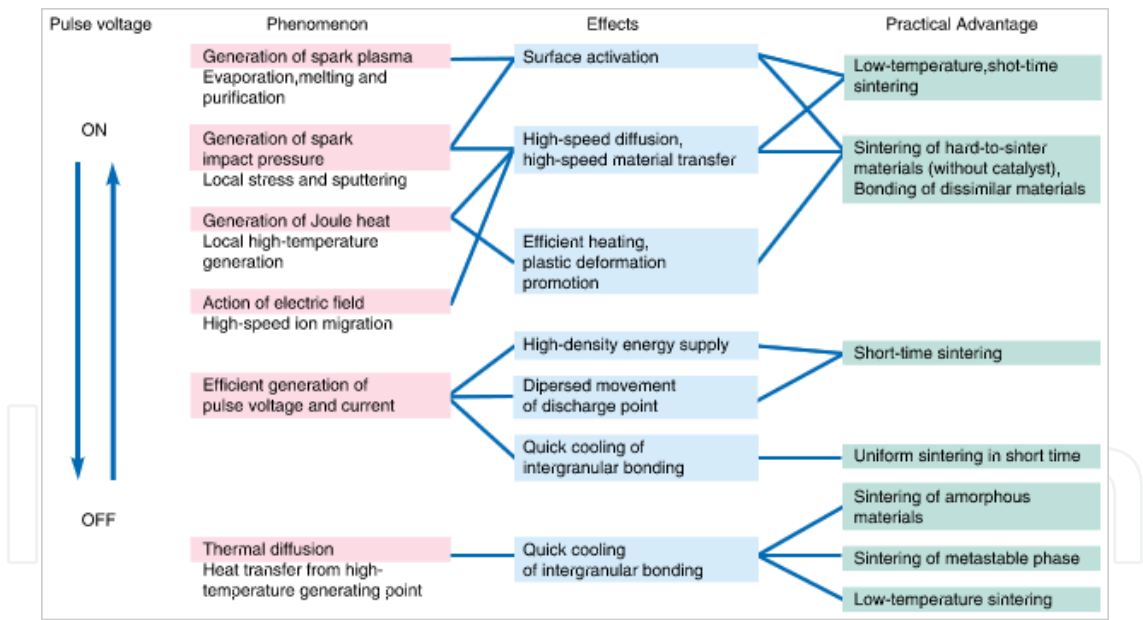 Pulse voltage
Phenomenon
Effects
Practical Advantage
Generation of spark plasma
Evaporation,melting and
purification
Surface activation
Low-temperature,shot-time
sintering
ON
Generation of spark
impact pressure
Local stress and sputtering
High-speed diffusion,
high-speed material transfer
Sintering of hard-to-sinter
materials (without catalyst),
Bonding of dissimilar materials
Generation of Joule heat
Local high-temperature
generation
Efficient heating,
plastic deformation
promotion
Action of electric field
High-speed ion migration
High-density energy supply
Short-time sintering
Efficient generation of
pulse voltage and current
Dipersed movement
of discharge point
Quick cooling of
intergranular bonding
Uniform sintering in short time
OFF
Sintering of amorphous
materials
Thermal diffusion
Heat transfer from high-
temperature generating point
Quick cooling
of intergranular bonding
Sintering of metastable phase
Low-temperature sintering